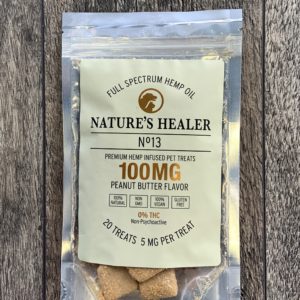 FULL SPECTRUM HEMP OIL
NATURE'S HEALER
Nº13
PREMIUM HEMP INFUSED PET TREATS
100MG
PEANUT BUTTER FLAVOR
100% NATURAL
NON GMO
100% VEGAN
GLUTEN FREE
0% THC
Non-Psychoactive
20 TREATS 5 MG PER TREAT